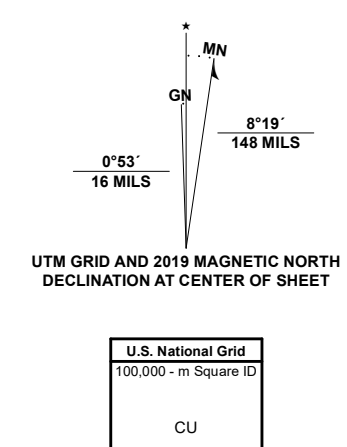 ★
MN
GN
8°19´
148 MILS
0°53´
16 MILS
UTM GRID AND 2019 MAGNETIC NORTH
DECLINATION AT CENTER OF SHEET
U.S. National Grid
100,000 - m Square ID
CU